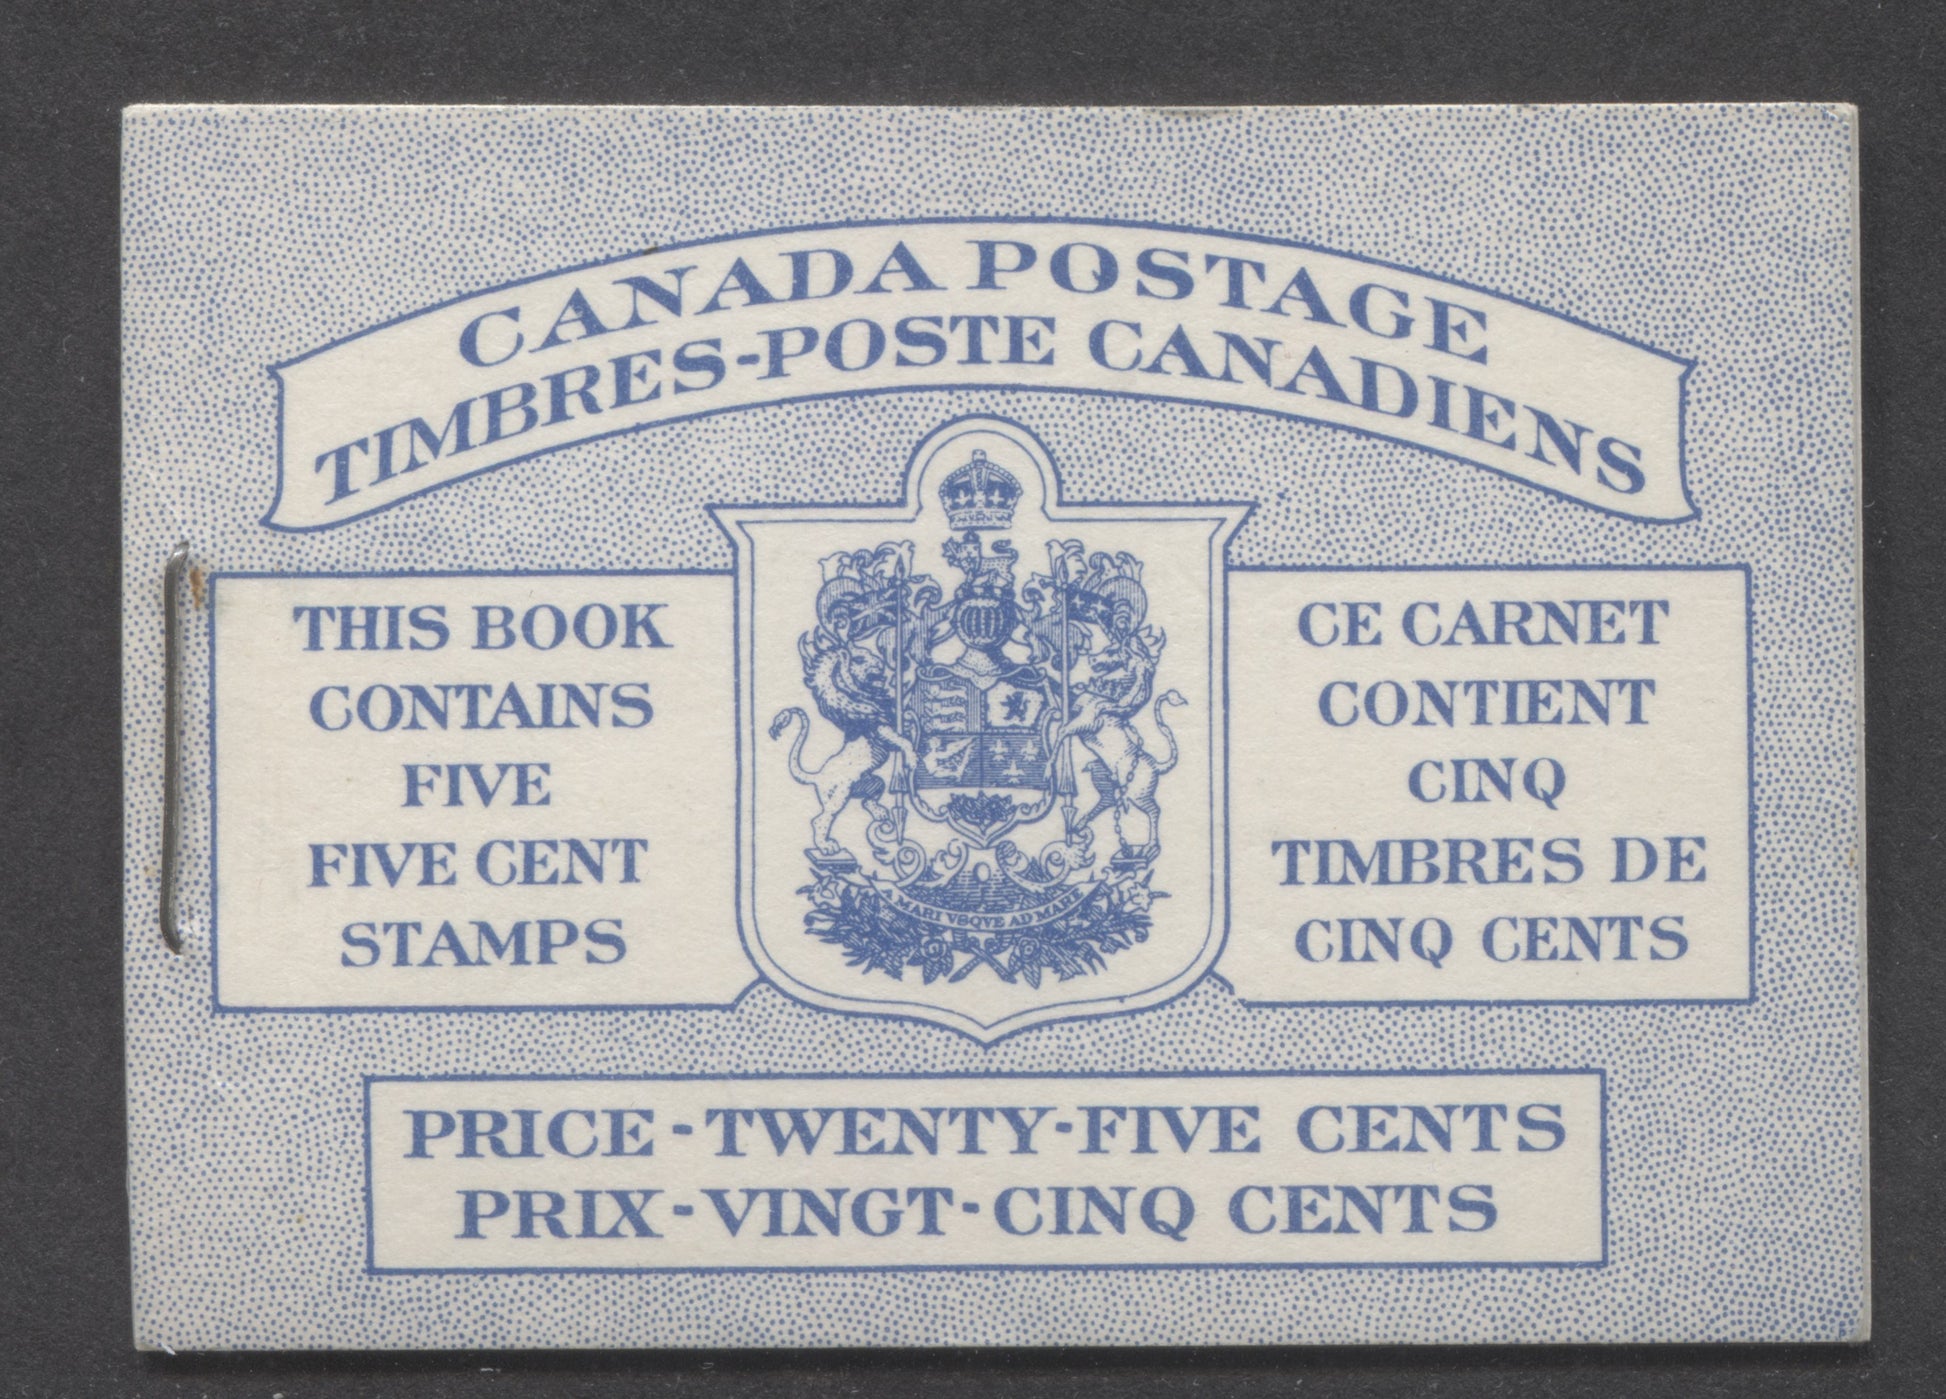 CANADA POSTAGE
TIMBRES-POSTE CANADIENS
THIS BOOK
CONTAINS
FIVE
FIVE CENT
STAMPS
A MARI VSQVE AD MARE
CE CARNET
CONTIENT
CINQ
TIMBRES DE
CINQ CENTS
PRICE - TWENTY-FIVE CENTS
PRIX - VINGT-CINQ CENTS